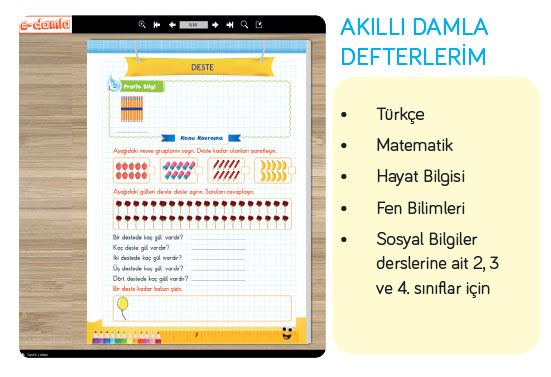 e-damla
1/10
DESTE
Pratik Bilgi
Konu Kavrama
Aşağıdaki nesne gruplarını sayın. Deste kadar olanları işaretleyin.
Aşağıdaki gülleri deste deste ayırın. Soruları cevaplayın.
Bir destede kaç gül vardır?
Kaç deste gül vardır?
İki destede kaç gül vardır?
Üç destede kaç gül vardır?
Dört destede kaç gül vardır?
Bir deste kadar balon çizin.
AKILLI DAMLA
DEFTERLERİM
• Türkçe
• Matematik
• Hayat Bilgisi
• Fen Bilimleri
• Sosyal Bilgiler
derslerine ait 2, 3
ve 4. sınıflar için